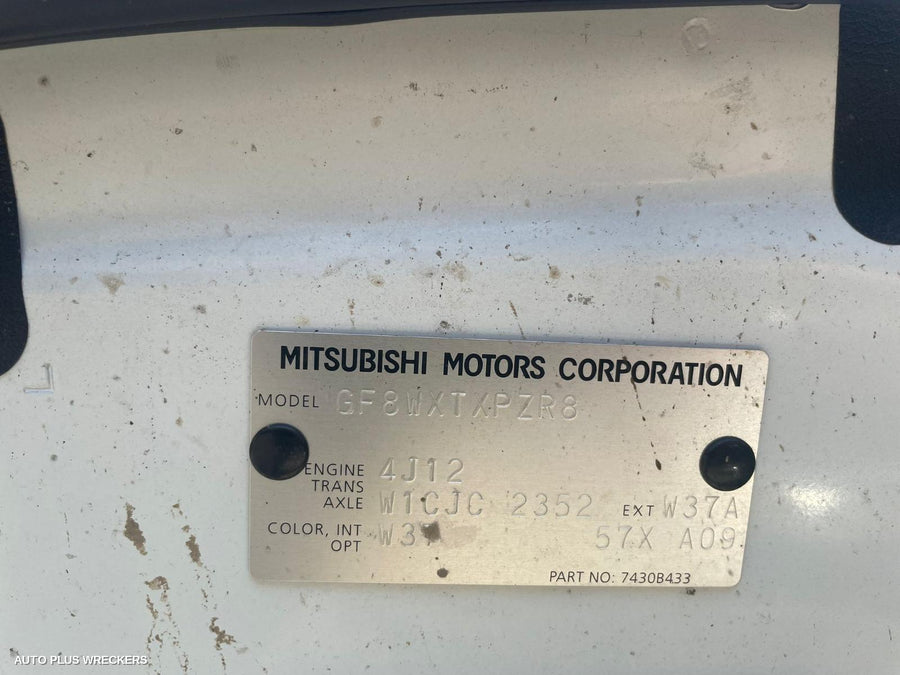 MITSUBISHI MOTORS CORPORATION
MODEL GF8WXTXPZR8
ENGINE 4J12
TRANS
AXLE W1CJC 2352 EXT W37A
COLOR, INT W37
OPT 57X A09
PART NO: 7430B433
AUTO PLUS WRECKERS